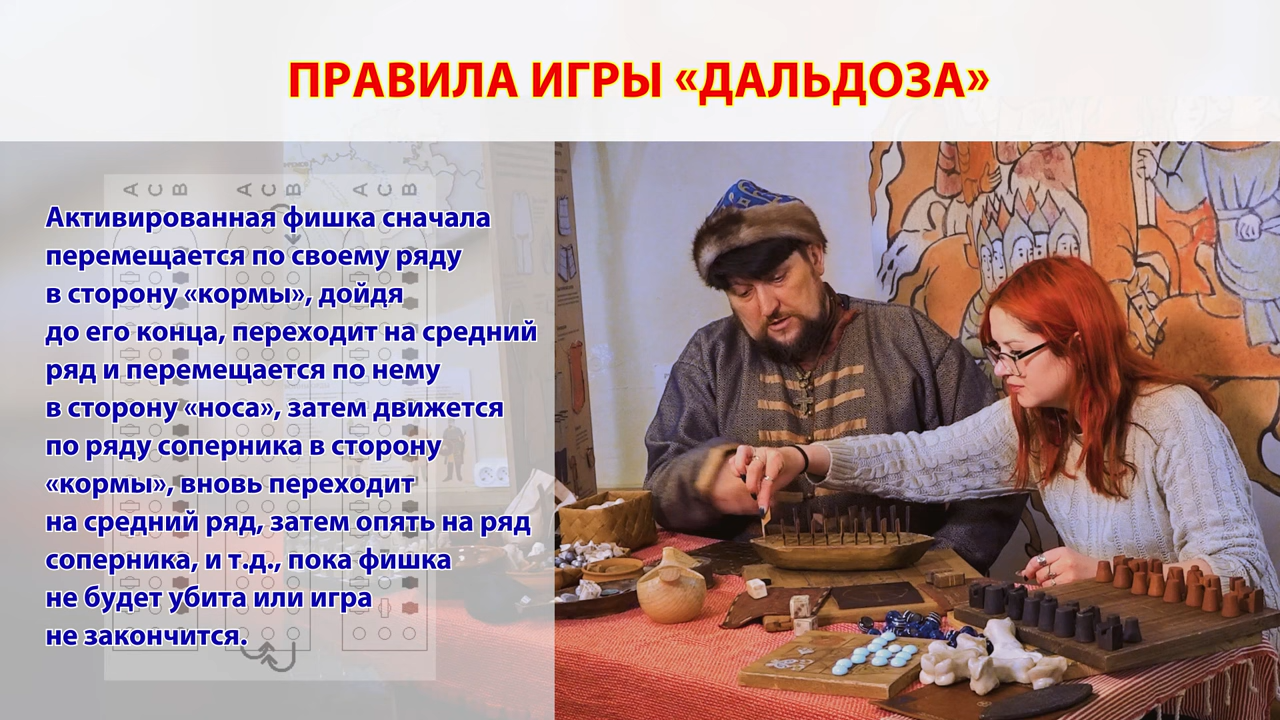 ПРАВИЛА ИГРЫ «ДАЛЬДОЗА»
A C B A C B A C B
Активированная фишка сначала
перемещается по своему ряду
в сторону «кормы», дойдя
до его конца, переходит на средний
ряд и перемещается по нему
в сторону «носа», затем движется
по ряду соперника в сторону
«кормы», вновь переходит
на средний ряд, затем опять на ряд
соперника, и т.д., пока фишка
не будет убита или игра
не закончится.